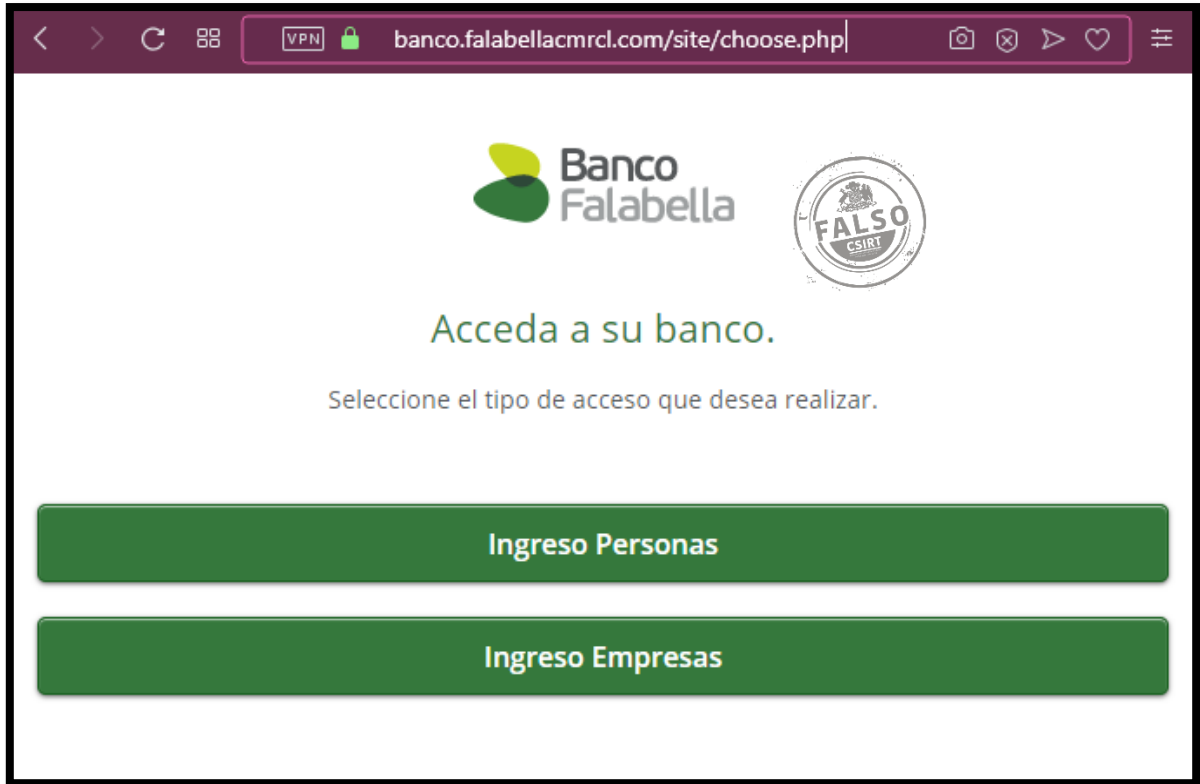 VPN
banco.falabellacmrcl.com/site/choose.php
Banco
Falabella
FALSO
CSIRT
Acceda a su banco.
Seleccione el tipo de acceso que desea realizar.
Ingreso Personas
Ingreso Empresas